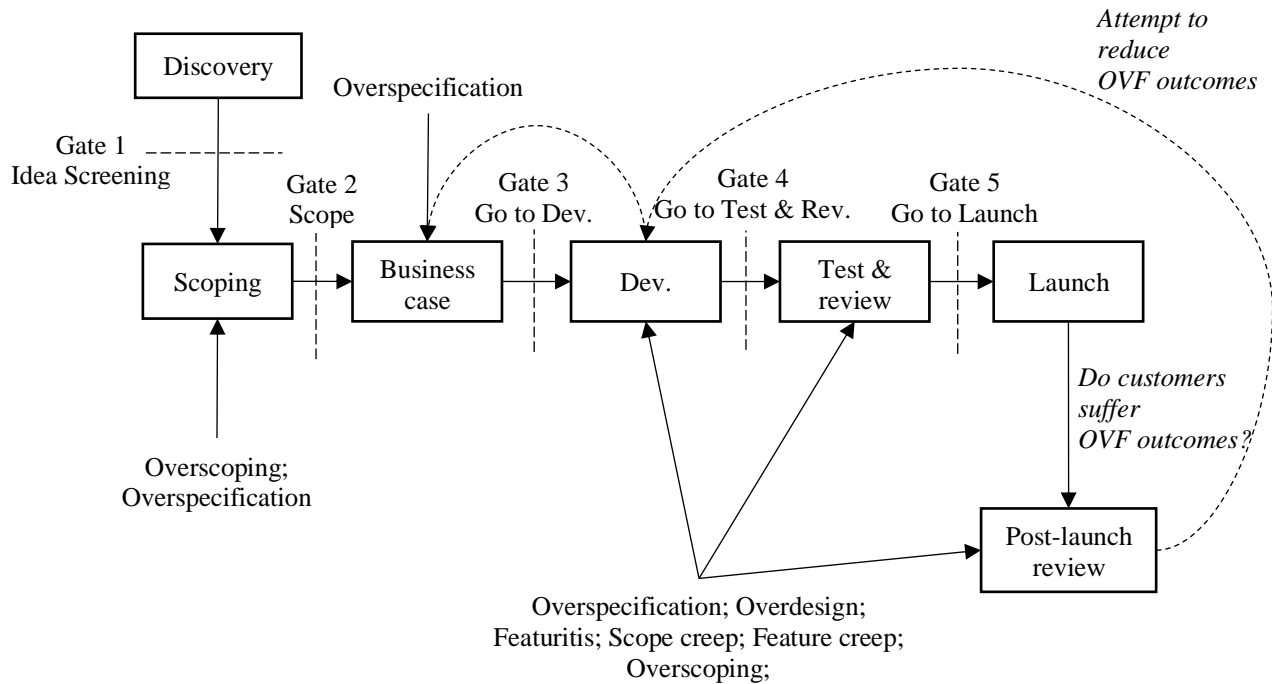 Attempt to
reduce
OVF outcomes
Discovery
Overspecification
Gate 1
Idea Screening
Gate 2
Scope
Gate 3
Go to Dev.
Gate 4
Go to Test & Rev.
Gate 5
Go to Launch
Scoping
Business
case
Dev.
Test &
review
Launch
Do customers
suffer
OVF outcomes?
Overscoping;
Overspecification
Post-launch
review
Overspecification; Overdesign;
Featuritis; Scope creep; Feature creep;
Overscoping;